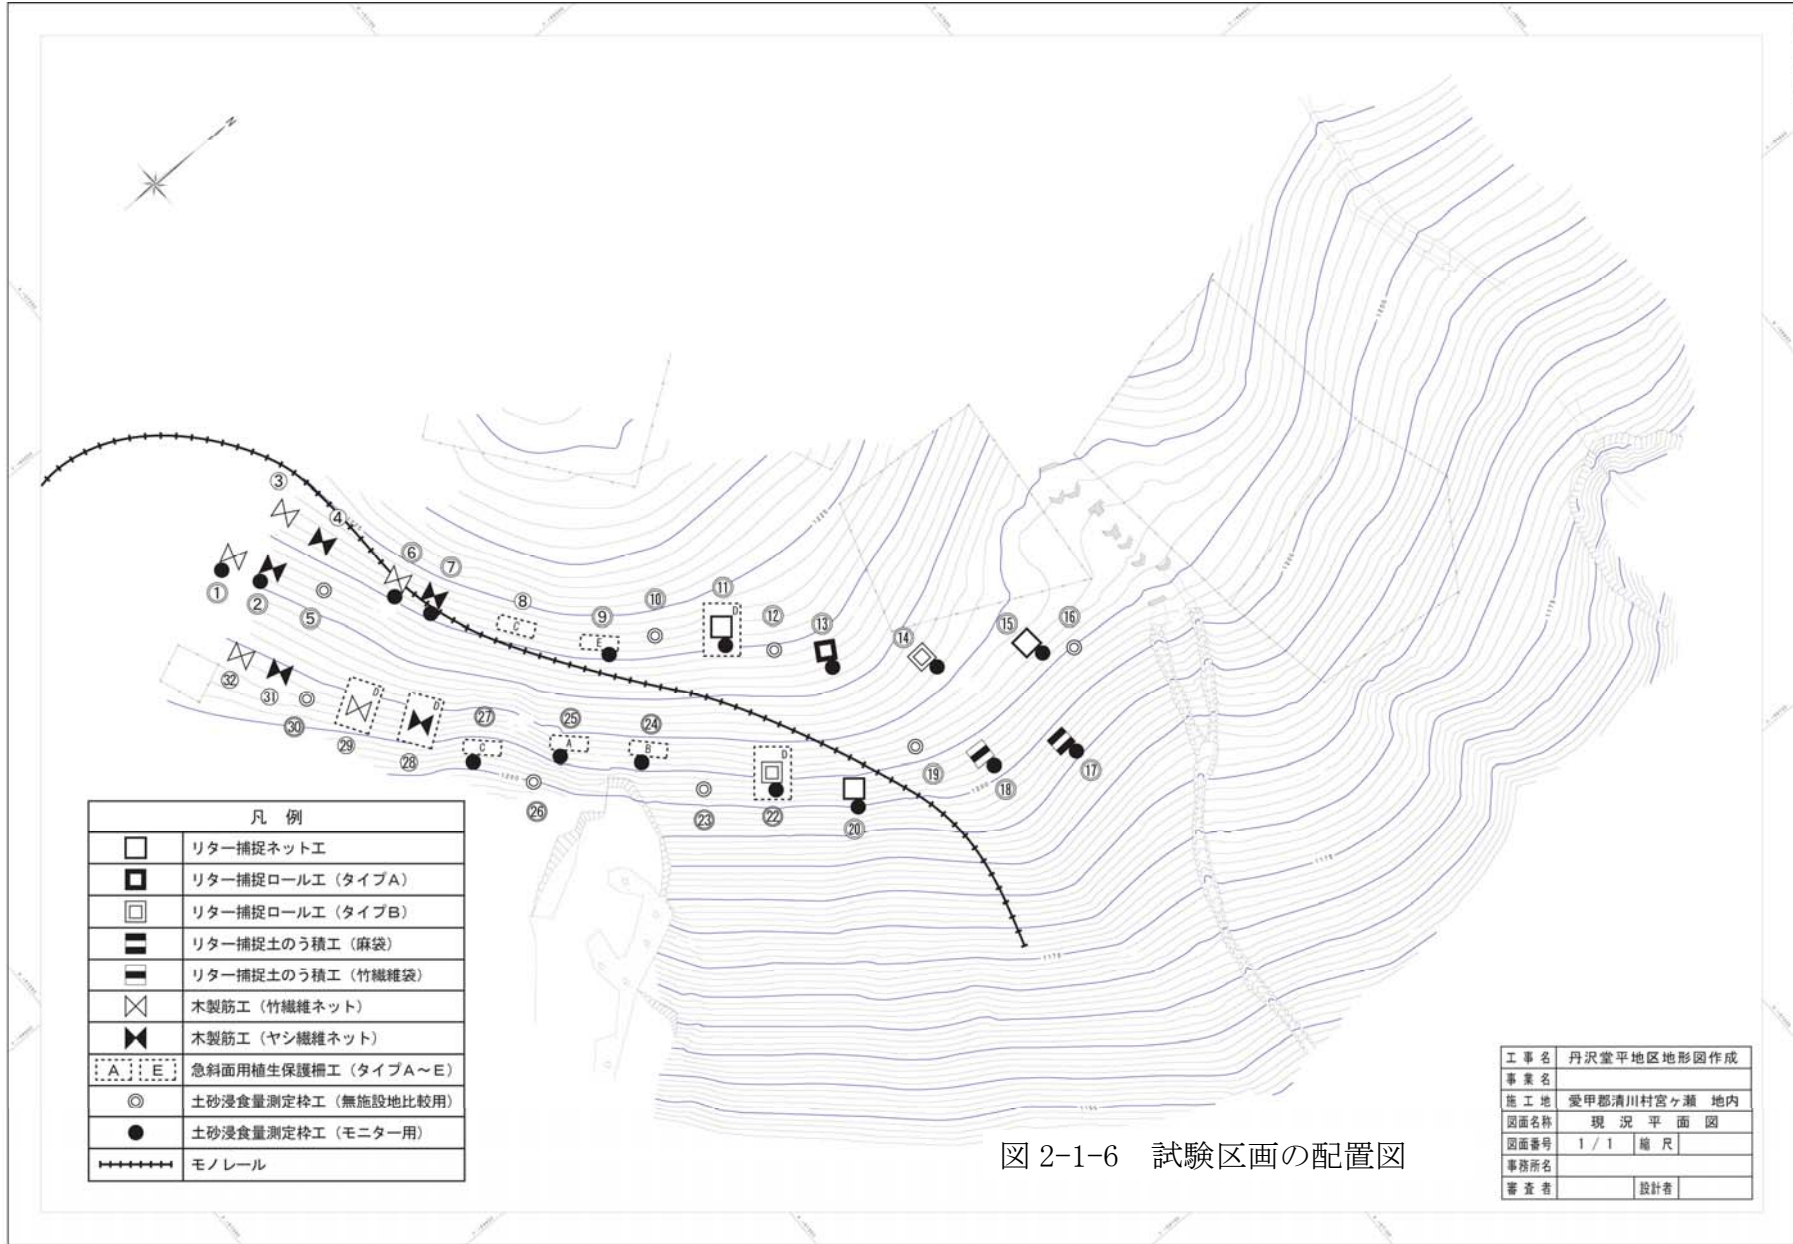 N
③
④
⑥
⑦
①
②
⑤
⑧
C
⑨
E
⑩
⑪
D
⑫
⑬
⑭
⑮
⑯
1225
1200
1205
1175
㉜
㉛
㉚
D
㉙
D
㉘
㉗
C
㉕
A
㉔
B
1200
㉖
㉓
D
㉒
⑳
⑲
1200
⑱
⑰
1175
1175
凡 例
リター捕捉ネット工
リター捕捉ロール工（タイプA）
リター捕捉ロール工（タイプB）
リター捕捉土のう積工（麻袋）
リター捕捉土のう積工（竹繊維袋）
木製筋工（竹繊維ネット）
木製筋工（ヤシ繊維ネット）
A E 急斜面用植生保護柵工（タイプA～E）
土砂浸食量測定枠工（無施設地比較用）
土砂浸食量測定枠工（モニター用）
モノレール
図 2-1-6 試験区画の配置図
工 事 名 丹沢堂平地区地形図作成
事 業 名
施 工 地 愛甲郡清川村宮ヶ瀬 地内
図面名称 現 況 平 面 図
図面番号 1 / 1 縮 尺
事務所名
審 査 者 設計者